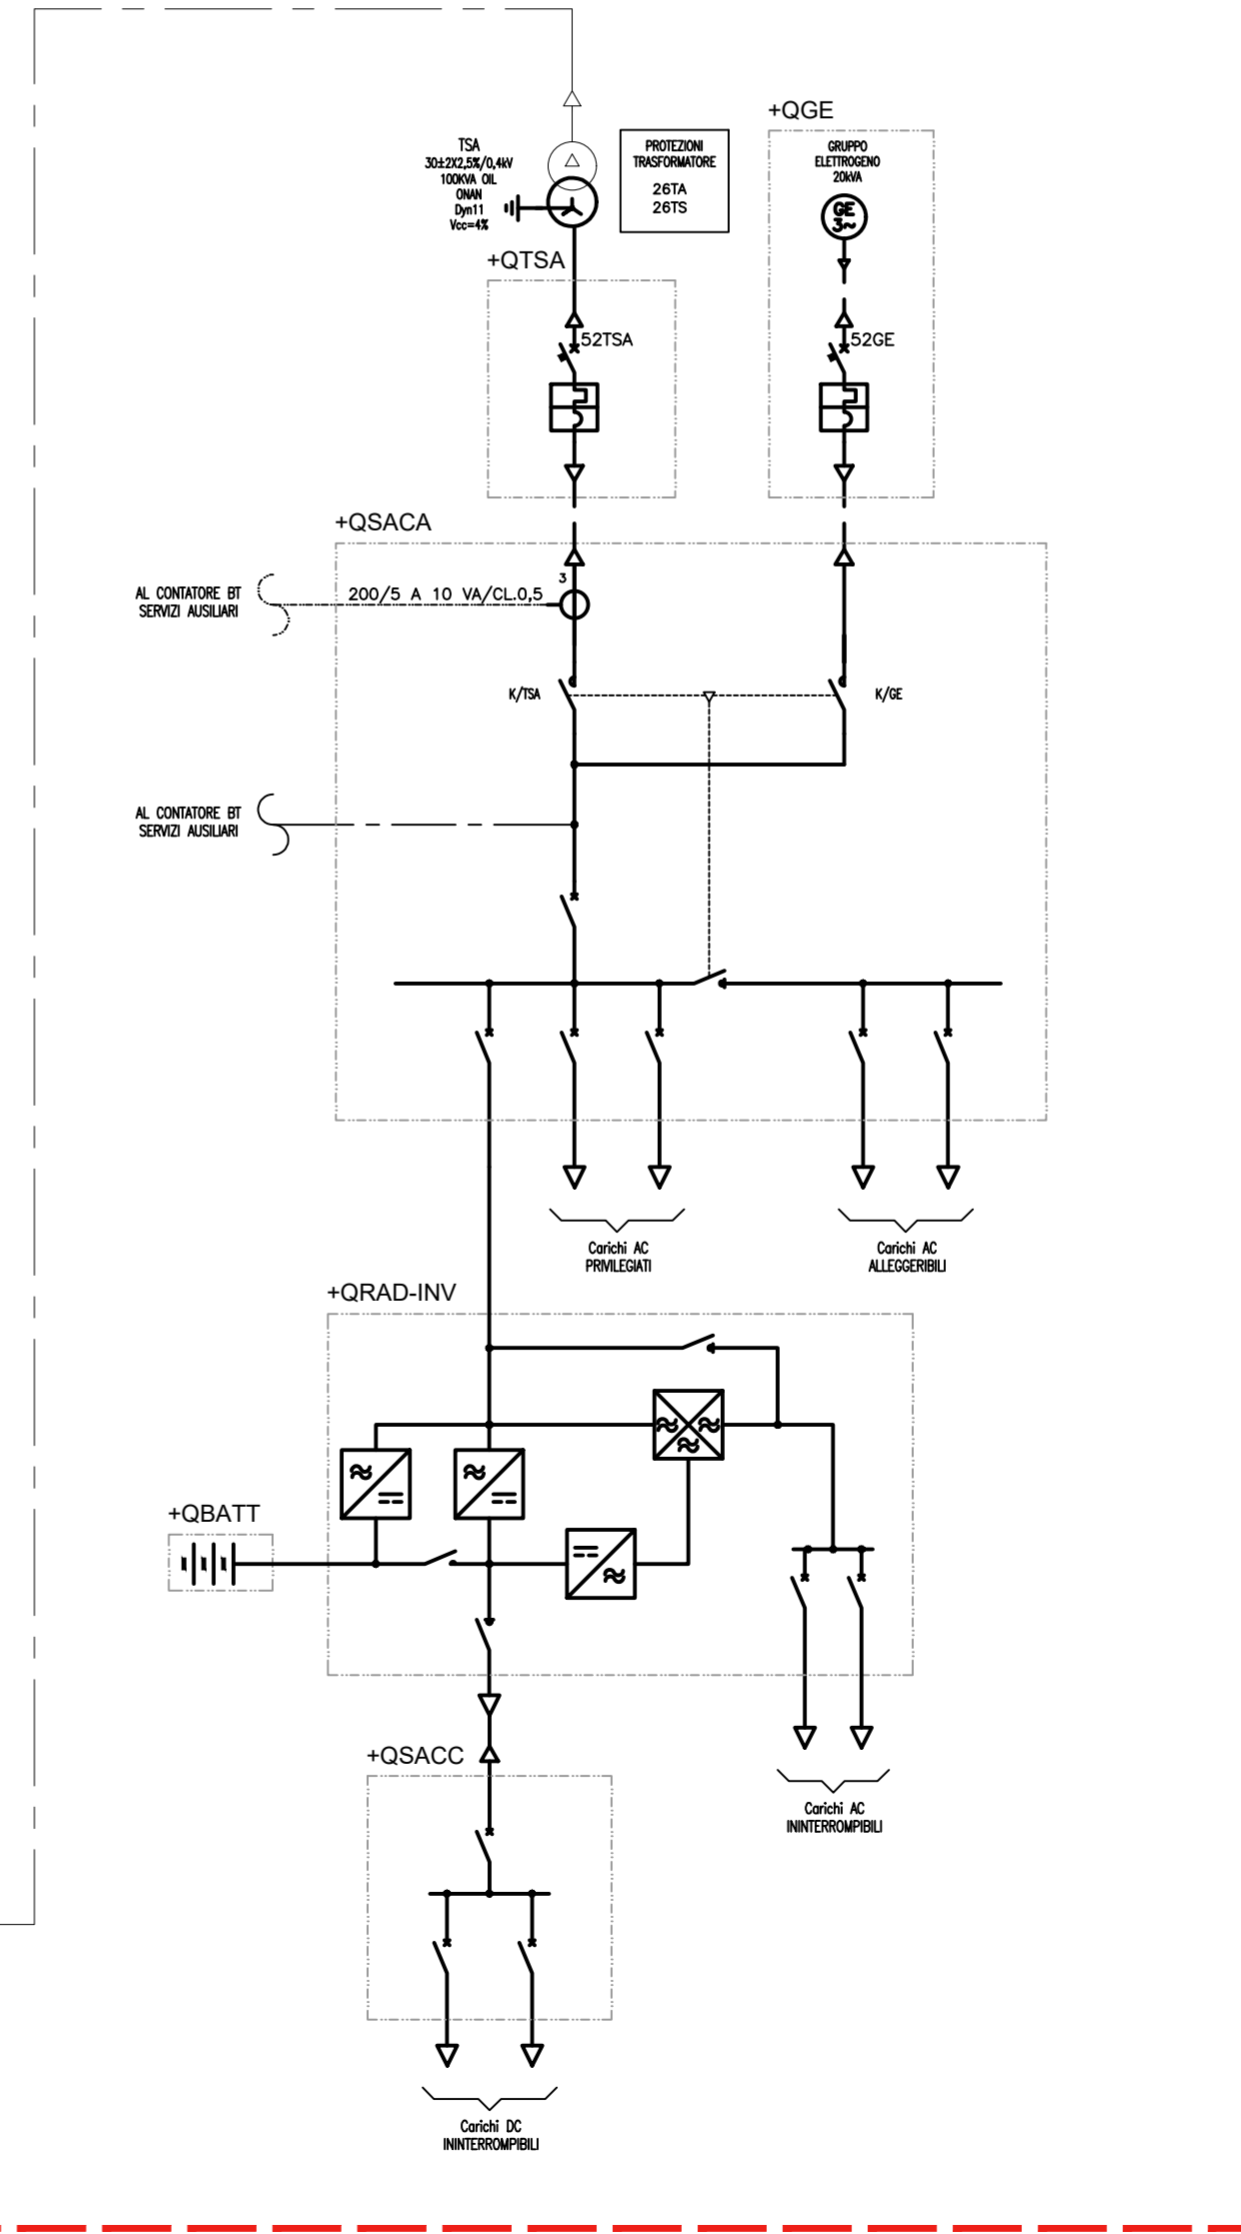 +QGE
TSA
30±2X2,5%/0,4kV
100KVA OIL
ONAN
Dyn11
Vcc=4%
PROTEZIONI
TRASFORMATORE
26TA
26TS
GRUPPO
ELETTROGENO
20kVA
GE
3~
+QTSA
52TSA
52GE
+QSACA
AL CONTATORE BT
SERVIZI AUSILIARI
200/5 A 10 VA/CL.0,5
3
K/TSA
K/GE
AL CONTATORE BT
SERVIZI AUSILIARI
Carichi AC
PRIVILEGIATI
Carichi AC
ALLEGGERIBILI
+QRAD-INV
+QBATT
+QSACC
Carichi AC
ININTERROMPIBILI
Carichi DC
ININTERROMPIBILI